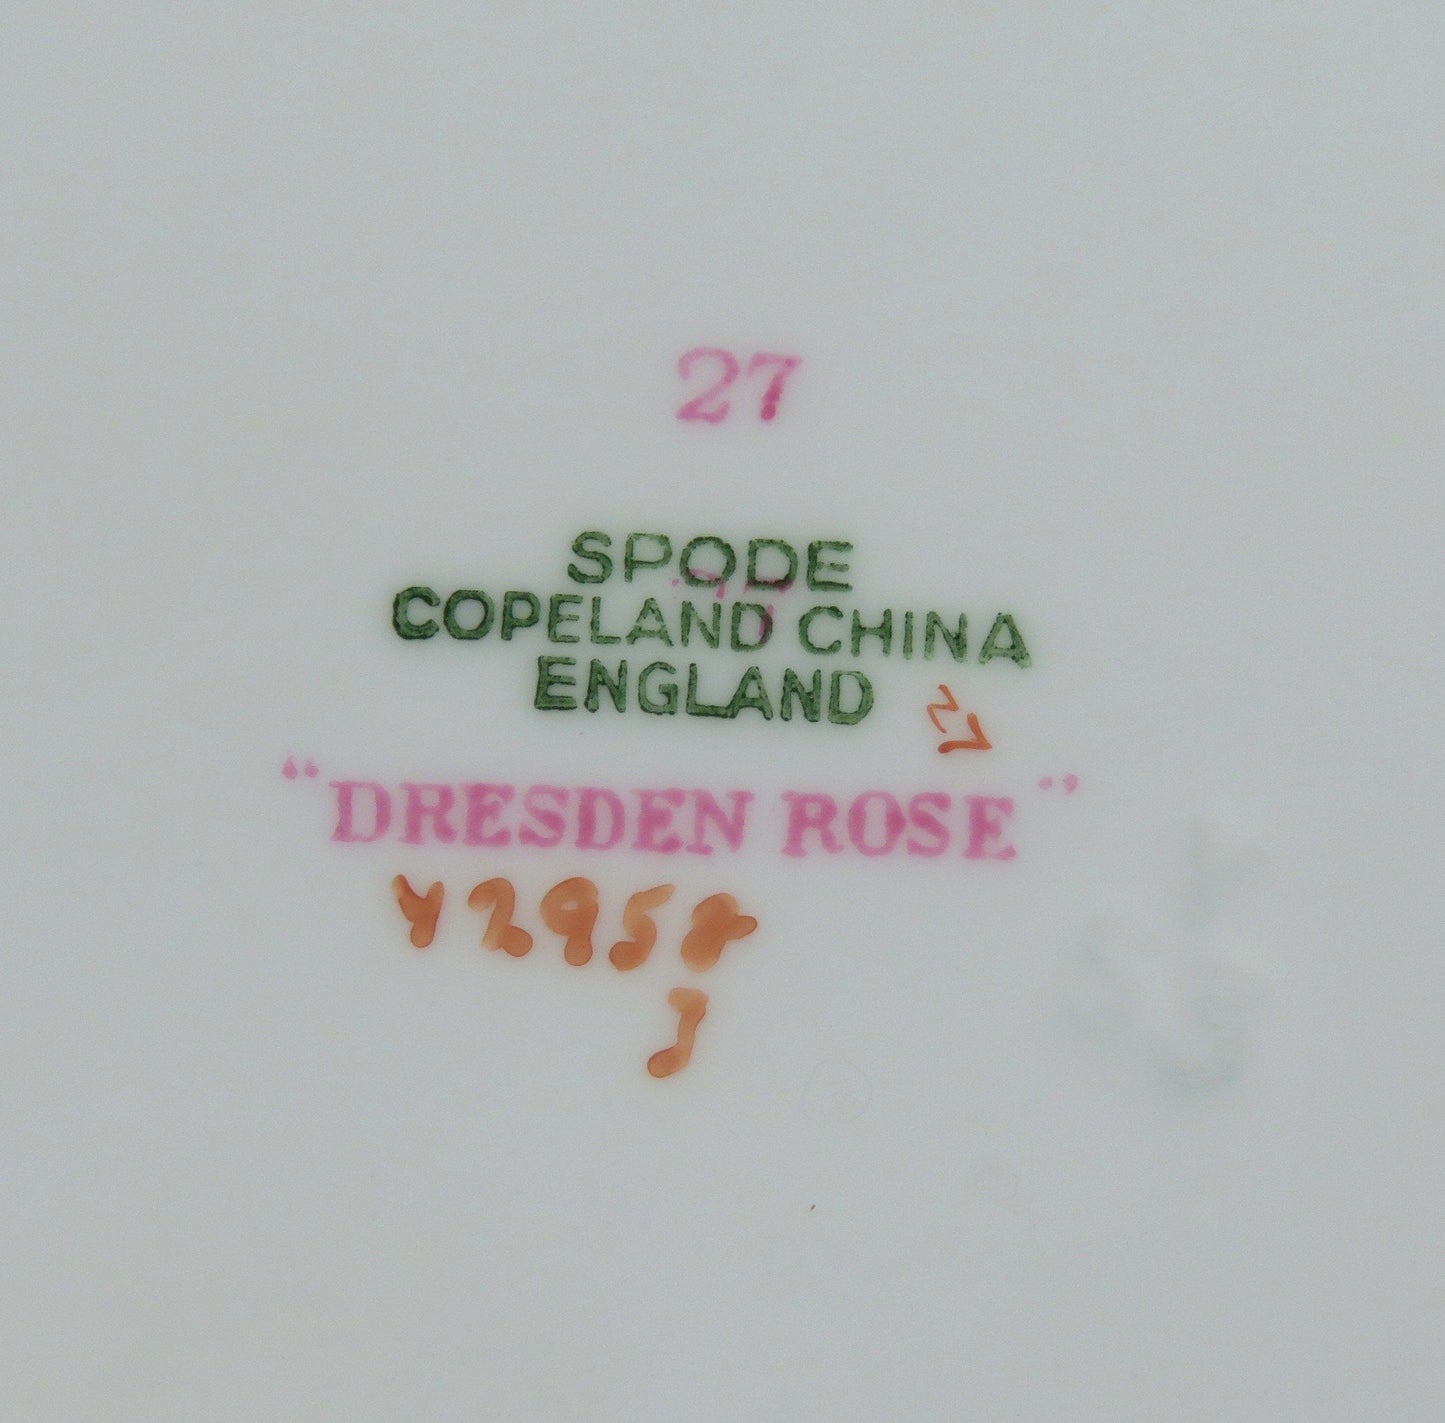 27
SPODE
COPELAND CHINA
ENGLAND
27
“DRESDEN ROSE”
Y2958
J